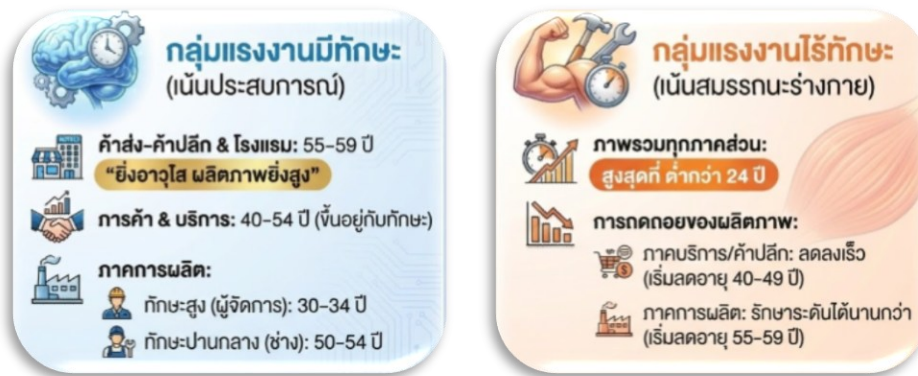 กลุ่มแรงงานมีทักษะ
(เน้นประสบการณ์)
ค้าส่ง-ค้าปลีก & โรงแรม: 55-59 ปี
“ยิ่งอาวุโส ผลิตภาพยิ่งสูง”
การค้า & บริการ: 40-54 ปี (ขึ้นอยู่กับทักษะ)
ภาคการผลิต:
ทักษะสูง (ผู้จัดการ): 30-34 ปี
ทักษะปานกลาง (ช่าง): 50-54 ปี
กลุ่มแรงงานไร้ทักษะ
(เน้นสมรรถนะร่างกาย)
ภาพรวมทุกภาคส่วน:
สูงสุดที่ ต่ำกว่า 24 ปี
การถดถอยของผลิตภาพ:
ภาคบริการ/ค้าปลีก: ลดลงเร็ว
(เริ่มลดอายุ 40-49 ปี)
ภาคการผลิต: รักษาระดับได้นานกว่า
(เริ่มลดอายุ 55-59 ปี)